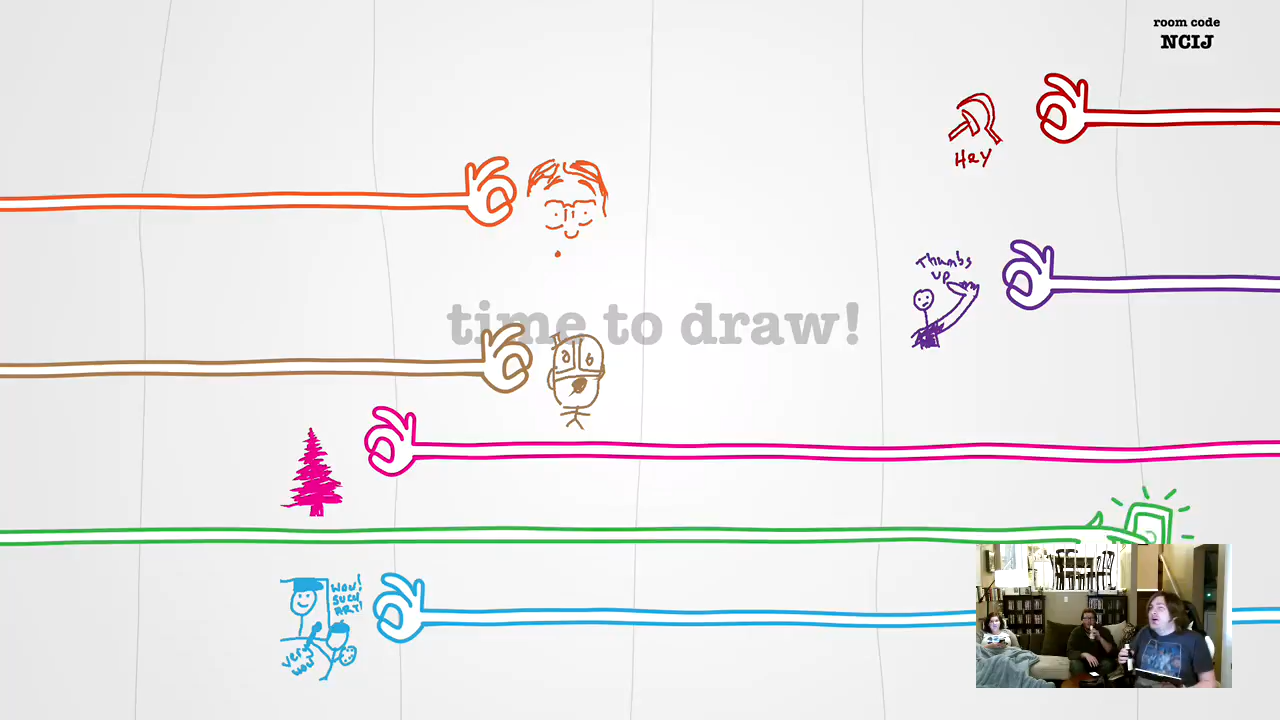 room code
NCIJ
Hey
Thumbs
up
time to draw!
Wow!
such
art!
very
wow